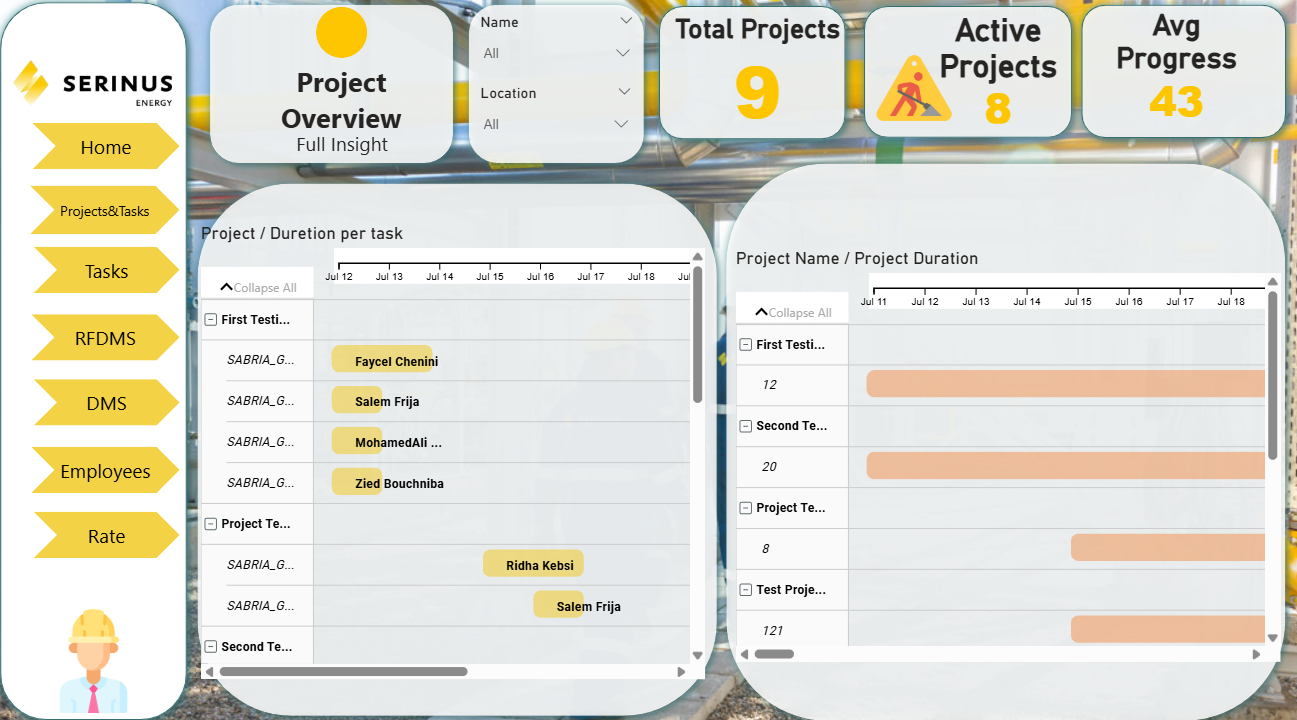 SERINUS
ENERGY
Home
Projects&Tasks
Tasks
RFDMS
DMS
Employees
Rate
Project
Overview
Full Insight
Name
All
Location
All
Total Projects
9
Active
Projects
8
Avg
Progress
43
Project / Duretion per task
Jul 12 Jul 13 Jul 14 Jul 15 Jul 16 Jul 17 Jul 18 Jul
Collapse All
First Testi...
SABRIA_G... Faycel Chenini
SABRIA_G... Salem Frija
SABRIA_G... MohamedAli ...
SABRIA_G... Zied Bouchniba
Project Te...
SABRIA_G... Ridha Kebsi
SABRIA_G... Salem Frija
Second Te...
Project Name / Project Duration
Jul 11 Jul 12 Jul 13 Jul 14 Jul 15 Jul 16 Jul 17 Jul 18
Collapse All
First Testi...
12
Second Te...
20
Project Te...
8
Test Proje...
121